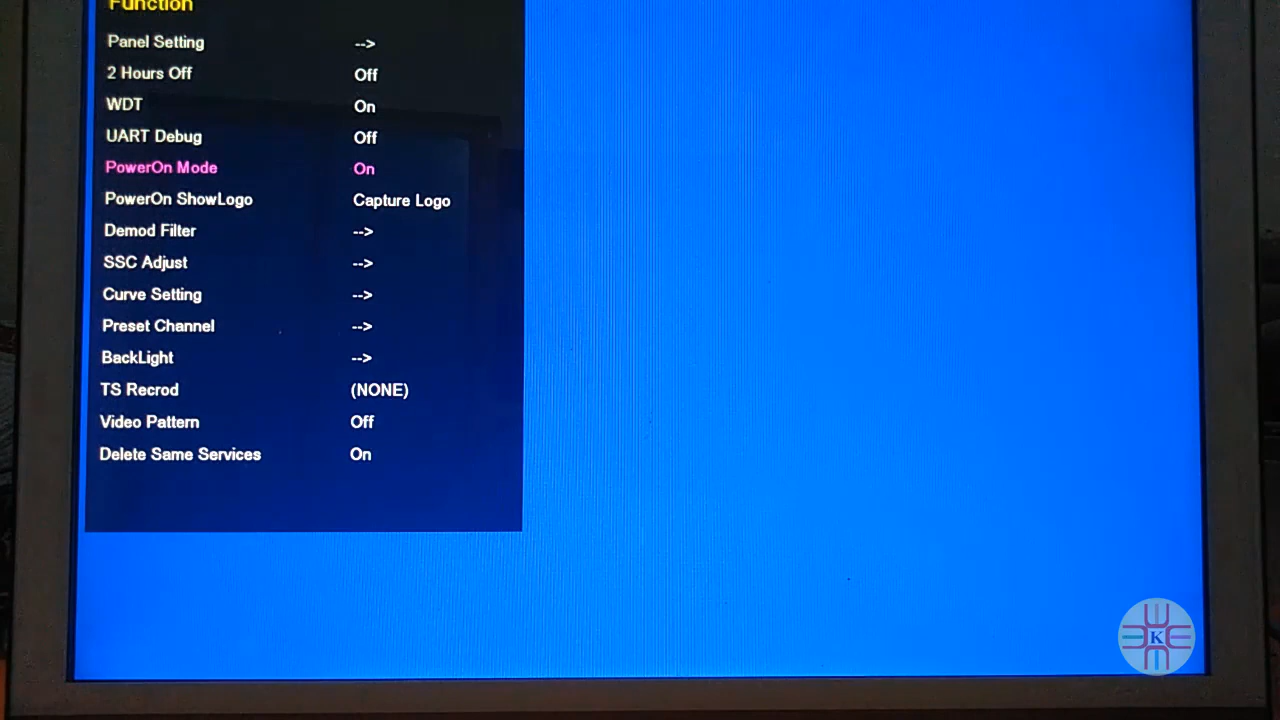 Function
Panel Setting -->
2 Hours Off Off
WDT On
UART Debug Off
PowerOn Mode On
PowerOn ShowLogo Capture Logo
Demod Filter -->
SSC Adjust -->
Curve Setting -->
Preset Channel -->
BackLight -->
TS Recrod (NONE)
Video Pattern Off
Delete Same Services On
K